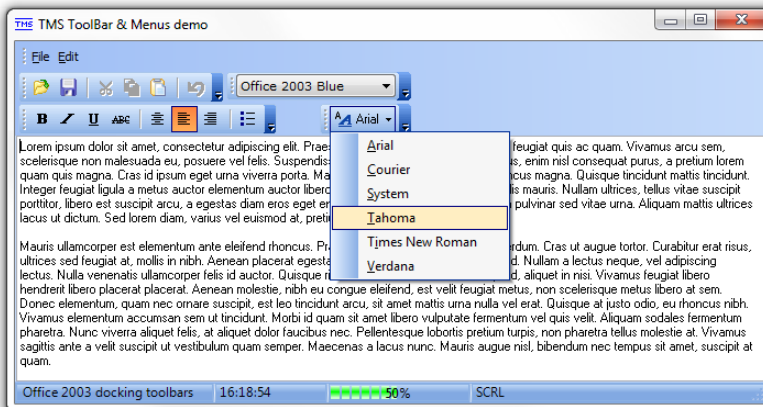 TMS TMS ToolBar & Menus demo
File Edit
Office 2003 Blue
B I U ABC Arial
Arial
Courier
System
Tahoma
Times New Roman
Verdana
Lorem ipsum dolor sit amet, consectetur adipiscing elit. Prae feugiat quis ac quam. Vivamus arcu sem,
scelerisque non malesuada eu, posuere vel felis. Suspendis s, enim nisl consequat purus, a pretium lorem
quam quis magna. Cras id ipsum eget urna viverra porta. Ma cus magna. Quisque tincidunt mattis tincidunt.
Integer feugiat ligula a metus auctor elementum auctor liberc lis mauris. Nullam ultrices, tellus vitae suscipit
porttitor, libero est suscipit arcu, a egestas diam eros eget er pulvinar sed vitae urna. Aliquam mattis ultrices
lacus ut dictum. Sed lorem diam, varius vel euismod at, preti
Mauris ullamcorper est elementum ante eleifend rhoncus. Pr rdum. Cras ut augue tortor. Curabitur erat risus,
ultrices sed feugiat at, mollis in nibh. Aenean placerat egesta d. Nullam a lectus neque, vel adipiscing
lectus. Nulla venenatis ullamcorper felis id auctor. Quisque r d, aliquet in nisi. Vivamus feugiat libero
hendrerit libero placerat placerat. Aenean molestie, nibh eu congue eleifend, est velit feugiat metus, non scelerisque metus libero at sem.
Donec elementum, quam nec ornare suscipit, est leo tincidunt arcu, sit amet mattis urna nulla vel erat. Quisque at justo odio, eu rhoncus nibh.
Vivamus elementum accumsan sem ut tincidunt. Morbi id quam sit amet libero vulputate fermentum vel quis velit. Aliquam sodales fermentum
pharetra. Nunc viverra aliquet felis, at aliquet dolor faucibus nec. Pellentesque lobortis pretium turpis, non pharetra tellus molestie at. Vivamus
sagittis ante a velit suscipit ut vestibulum quam semper. Maecenas a lacus nunc. Mauris augue nisl, bibendum nec tempus sit amet, suscipit at
quam.
Office 2003 docking toolbars 16:18:54 50% SCRL